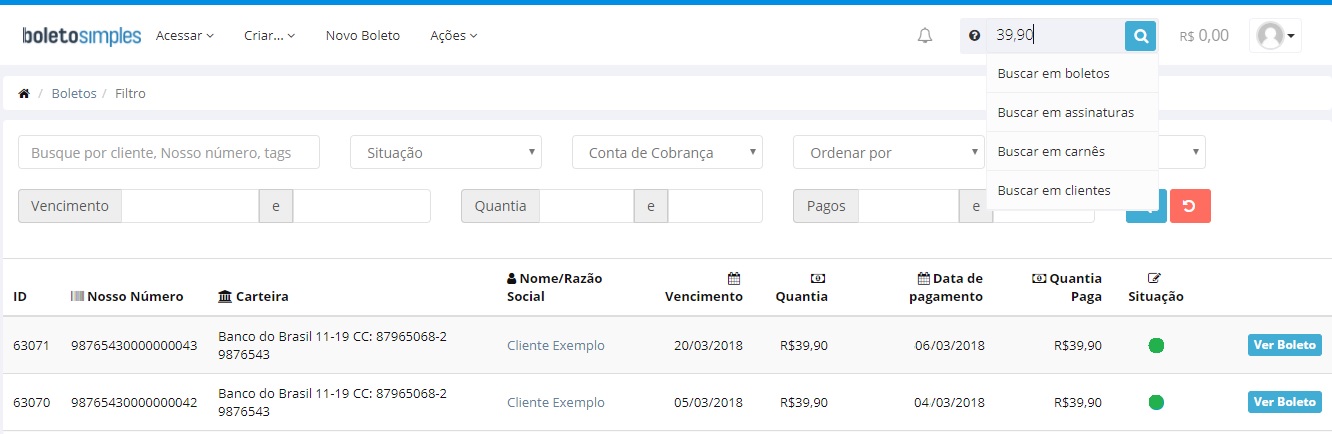 boletosimples Acessar Criar... Novo Boleto Ações 39,90 R$ 0,00
Buscar em boletos
Buscar em assinaturas
Buscar em carnês
Buscar em clientes
/ Boletos / Filtro
Busque por cliente, Nosso número, tags Situação Conta de Cobrança Ordenar por
Vencimento e Quantia e Pagos e
ID Nosso Número Carteira Nome/Razão Social Vencimento Quantia Data de pagamento Quantia Paga Situação
63071 98765430000000043 Banco do Brasil 11-19 CC: 87965068-2 Cliente Exemplo 20/03/2018 R$39,90 06/03/2018 R$39,90 Ver Boleto
9876543
63070 98765430000000042 Banco do Brasil 11-19 CC: 87965068-2 Cliente Exemplo 05/03/2018 R$39,90 04/03/2018 R$39,90 Ver Boleto
9876543